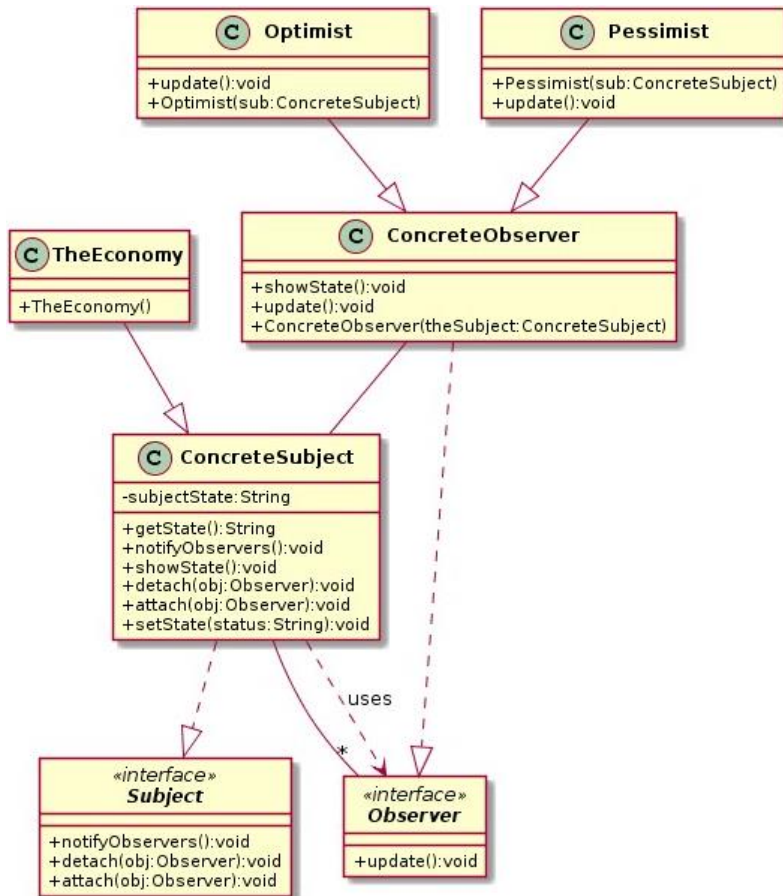 C Optimist
+update():void
+Optimist(sub:ConcreteSubject)
C Pessimist
+Pessimist(sub:ConcreteSubject)
+update():void
C TheEconomy
+TheEconomy()
C ConcreteObserver
+showState():void
+update():void
+ConcreteObserver(theSubject:ConcreteSubject)
C ConcreteSubject
-subjectState:String
+getState():String
+notifyObservers():void
+showState():void
+detach(obj:Observer):void
+attach(obj:Observer):void
+setState(status:String):void
uses
*
«interface»
Subject
+notifyObservers():void
+detach(obj:Observer):void
+attach(obj:Observer):void
«interface»
Observer
+update():void